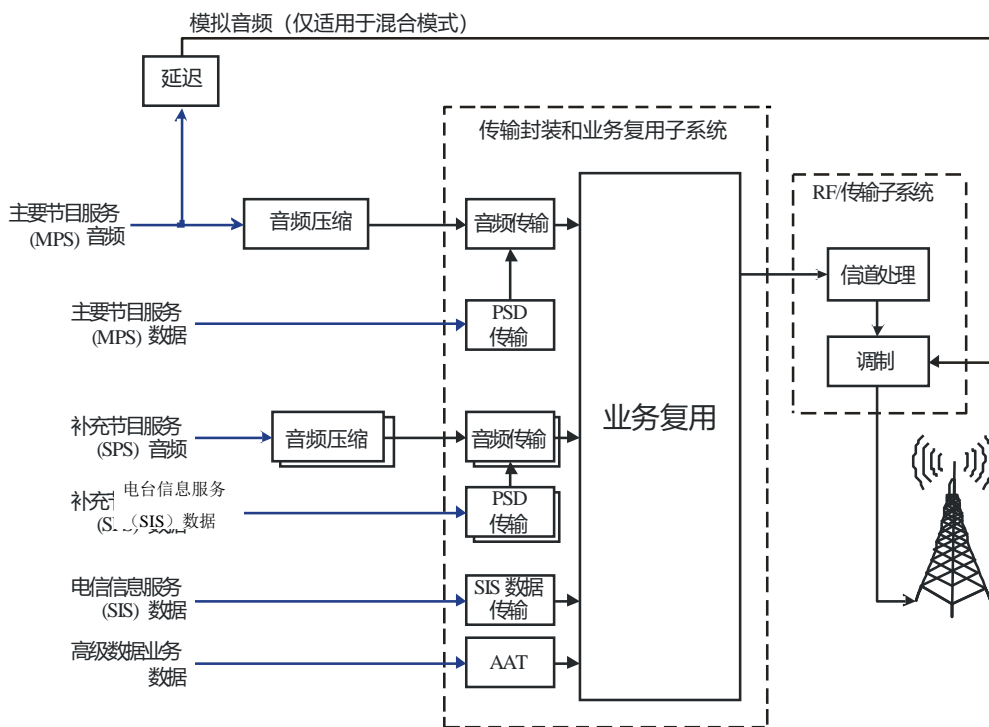 模拟音频（仅适用于混合模式）
延迟
传输封装和业务复用子系统
RF/传输子系统
主要节目服务
(MPS) 音频
音频压缩
音频传输
信道处理
主要节目服务
(MPS) 数据
PSD
传输
调制
业务复用
补充节目服务
(SPS) 音频
音频压缩
音频传输
补充
电台信息服务
（SIS）数据
PSD
传输
电信信息服务
(SIS) 数据
SIS 数据
传输
高级数据业务
数据
AAT